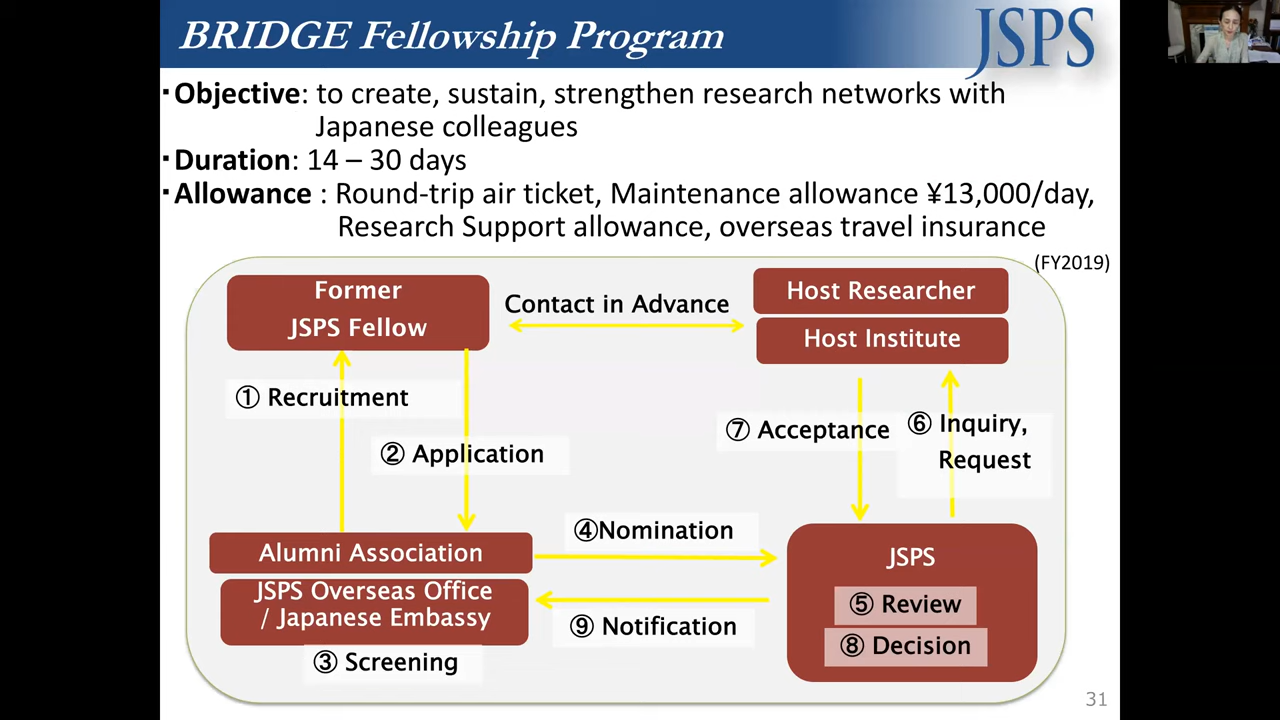 BRIDGE Fellowship Program
JSPS
▪Objective: to create, sustain, strengthen research networks with
Japanese colleagues
▪Duration: 14 – 30 days
▪Allowance : Round-trip air ticket, Maintenance allowance ¥13,000/day,
Research Support allowance, overseas travel insurance
(FY2019)
Former
JSPS Fellow
Contact in Advance
Host Researcher
Host Institute
① Recruitment
② Application
⑦ Acceptance
⑥ Inquiry,
Request
④Nomination
Alumni Association
JSPS Overseas Office
/ Japanese Embassy
③ Screening
⑨ Notification
JSPS
⑤ Review
⑧ Decision
31